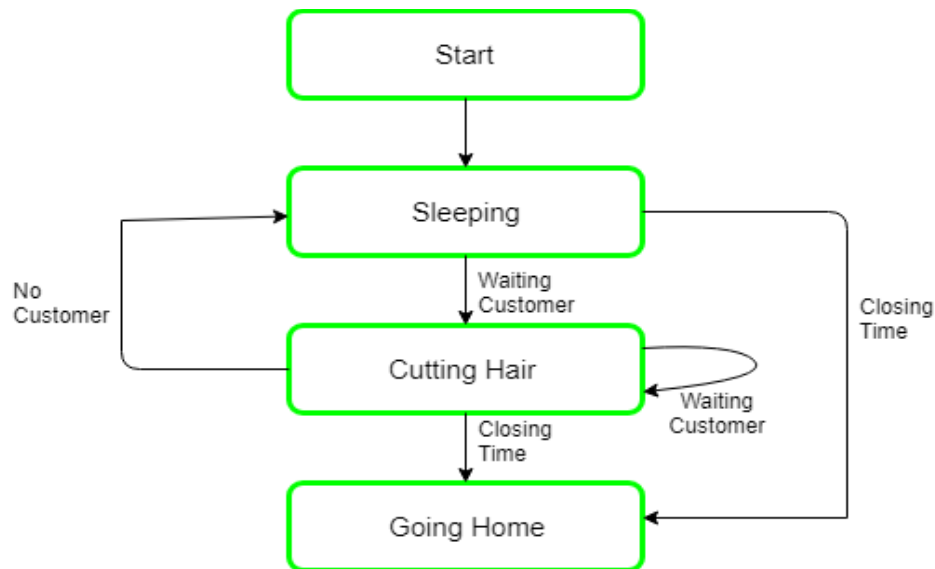 Start
Sleeping
Waiting
Customer
No
Customer
Closing
Time
Cutting Hair
Waiting
Customer
Closing
Time
Going Home